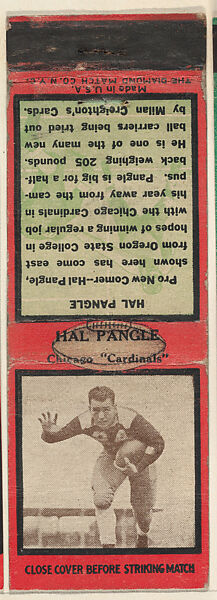 Made in U.S.A.
THE DIAMOND MATCH CO. N.Y.C.
HAL PANGLE
Pro New Comer—Hal Pangle,
shown here has come east
from Oregon State College in
hopes of winning a regular job
with the Chicago Cardinals in
his year away from the cam-
pus. Pangle is big for a half-
back weighing 205 pounds.
He is one of the many new
ball carriers being tried out
by Milan Creighton's Cards.
HAL PANGLE
Chicago "Cardinals"
CLOSE COVER BEFORE STRIKING MATCH